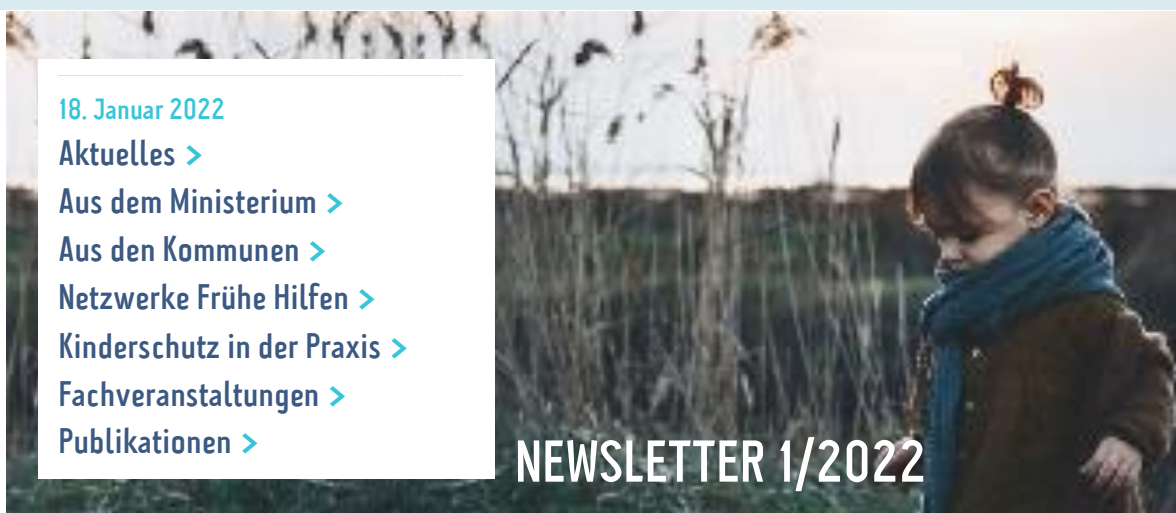 18. Januar 2022
Aktuelles >
Aus dem Ministerium >
Aus den Kommunen >
Netzwerke Frühe Hilfen >
Kinderschutz in der Praxis >
Fachveranstaltungen >
Publikationen >
NEWSLETTER 1/2022